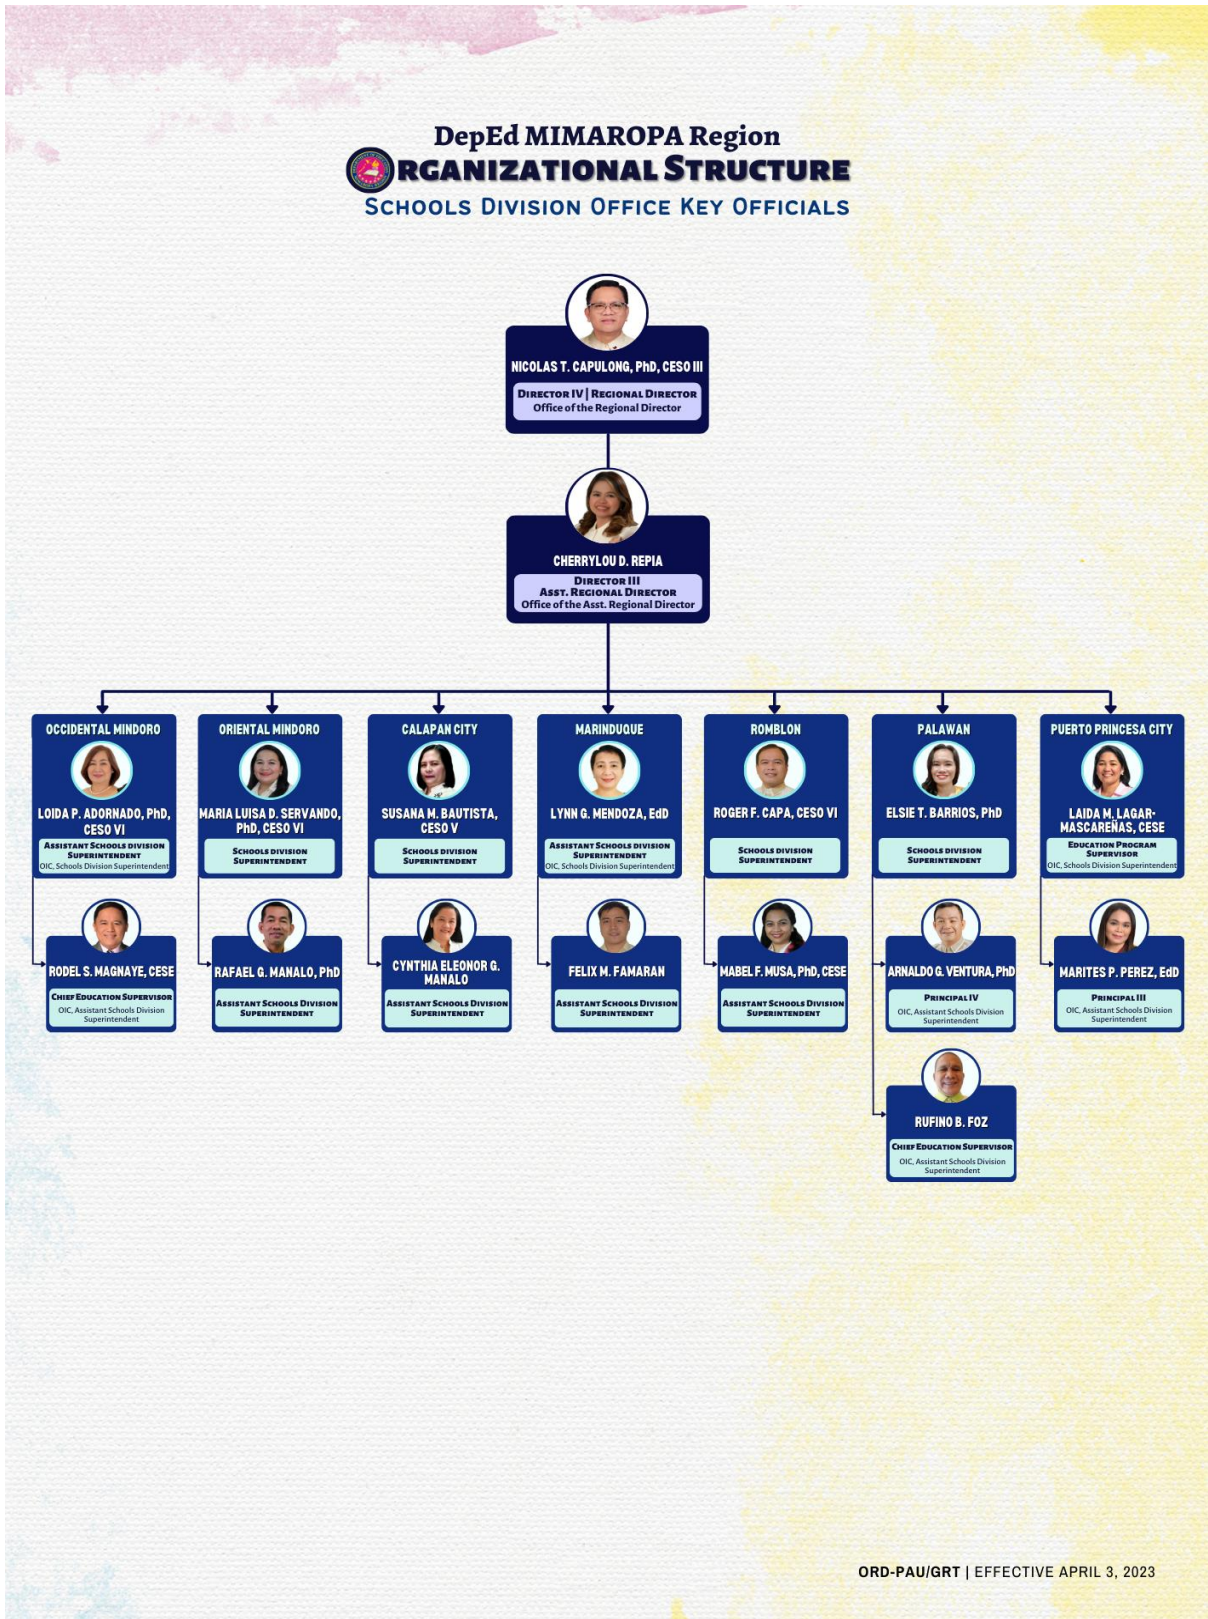 DepEd MIMAROPA Region
RGANIZATIONAL STRUCTURE
SCHOOLS DIVISION OFFICE KEY OFFICIALS
NICOLAS T. CAPULONG, PhD, CESO III
DIRECTOR IV | REGIONAL DIRECTOR
Office of the Regional Director
CHERRYLOU D. REPIA
DIRECTOR III
ASST. REGIONAL DIRECTOR
Office of the Asst. Regional Director
OCCIDENTAL MINDORO
LOIDA P. ADORNADO, PhD,
CESO VI
ASSISTANT SCHOOLS DIVISION
SUPERINTENDENT
OIC, Schools Division Superintendent
RODEL S. MAGNAYE, CESE
CHIEF EDUCATION SUPERVISOR
OIC, Assistant Schools Division
Superintendent
ORIENTAL MINDORO
MARIA LUISA D. SERVANDO,
PhD, CESO VI
SCHOOLS DIVISION
SUPERINTENDENT
RAFAEL G. MANALO, PhD
ASSISTANT SCHOOLS DIVISION
SUPERINTENDENT
CALAPAN CITY
SUSANA M. BAUTISTA,
CESO V
SCHOOLS DIVISION
SUPERINTENDENT
CYNTHIA ELEONOR G.
MANALO
ASSISTANT SCHOOLS DIVISION
SUPERINTENDENT
MARINDUQUE
LYNN G. MENDOZA, EdD
ASSISTANT SCHOOLS DIVISION
SUPERINTENDENT
OIC, Schools Division Superintendent
FELIX M. FAMARAN
ASSISTANT SCHOOLS DIVISION
SUPERINTENDENT
ROMBLON
ROGER F. CAPA, CESO VI
SCHOOLS DIVISION
SUPERINTENDENT
MABEL F. MUSA, PhD, CESE
ASSISTANT SCHOOLS DIVISION
SUPERINTENDENT
PALAWAN
ELSIE T. BARRIOS, PhD
SCHOOLS DIVISION
SUPERINTENDENT
ARNALDO G. VENTURA, PhD
PRINCIPAL IV
OIC, Assistant Schools Division
Superintendent
RUFINO B. FOZ
CHIEF EDUCATION SUPERVISOR
OIC, Assistant Schools Division
Superintendent
PUERTO PRINCESA CITY
LAIDA M. LAGAR-
MASCAREÑAS, CESE
EDUCATION PROGRAM
SUPERVISOR
OIC, Schools Division Superintendent
MARITES P. PEREZ, EdD
PRINCIPAL III
OIC, Assistant Schools Division
Superintendent
ORD-PAU/GRT | EFFECTIVE APRIL 3, 2023